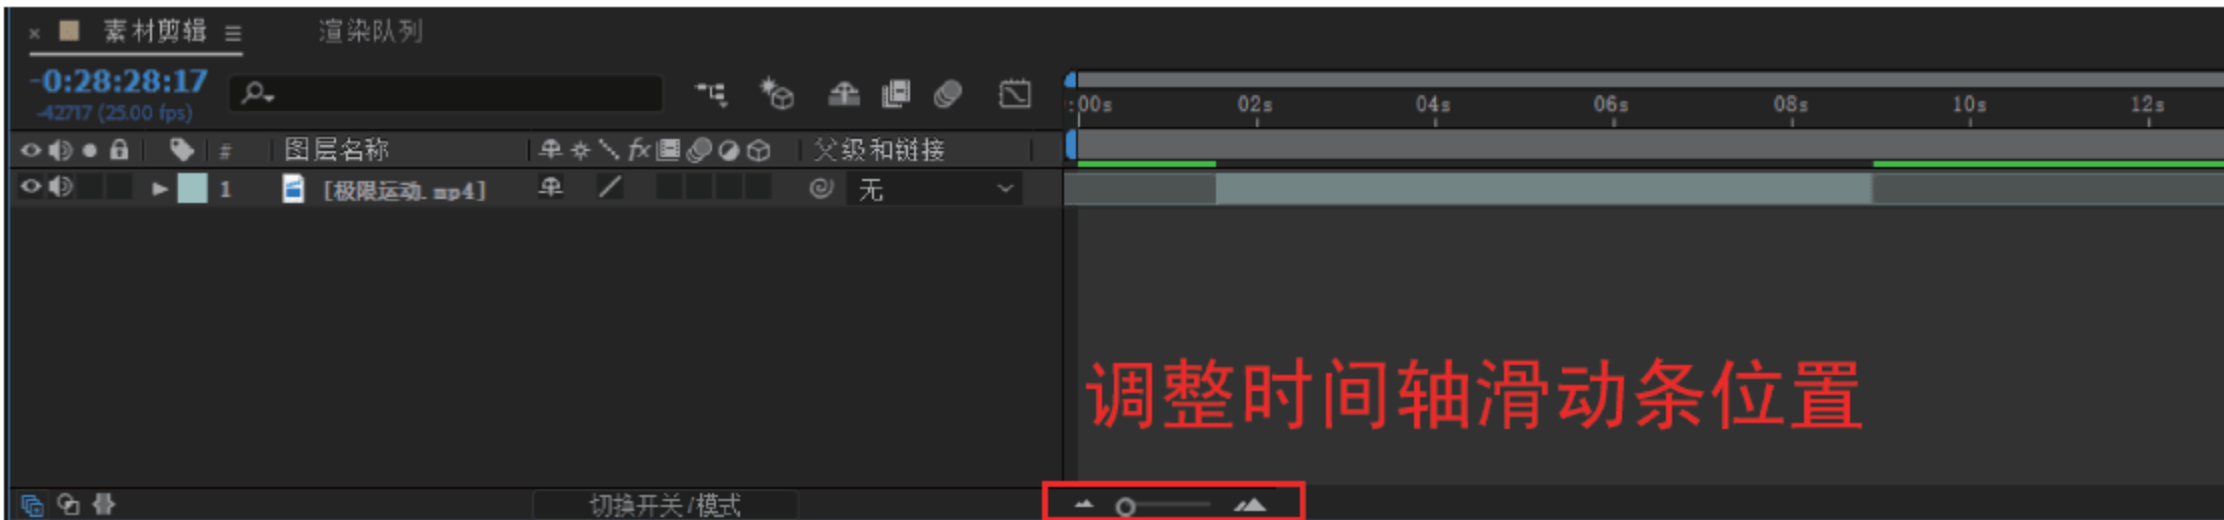 素材剪辑 渲染队列
-0:28:28:17
-42717 (25.00 fps)
:00s 02s 04s 06s 08s 10s 12s
# 图层名称 fx 父级和链接
1 [极限运动.mp4] 无
调整时间轴滑动条位置
切换开关/模式